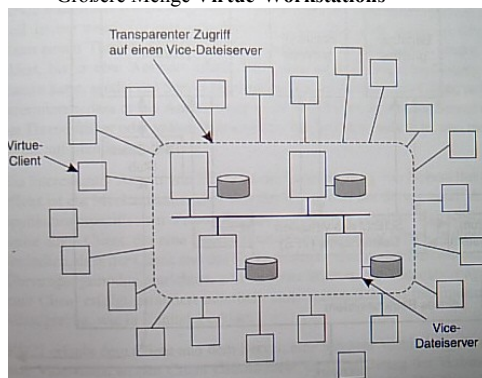 Größere Menge Virtue-Workstations
Transparenter Zugriff
auf einen Vice-Dateiserver
Virtue-
Client
Vice-
Dateiserver